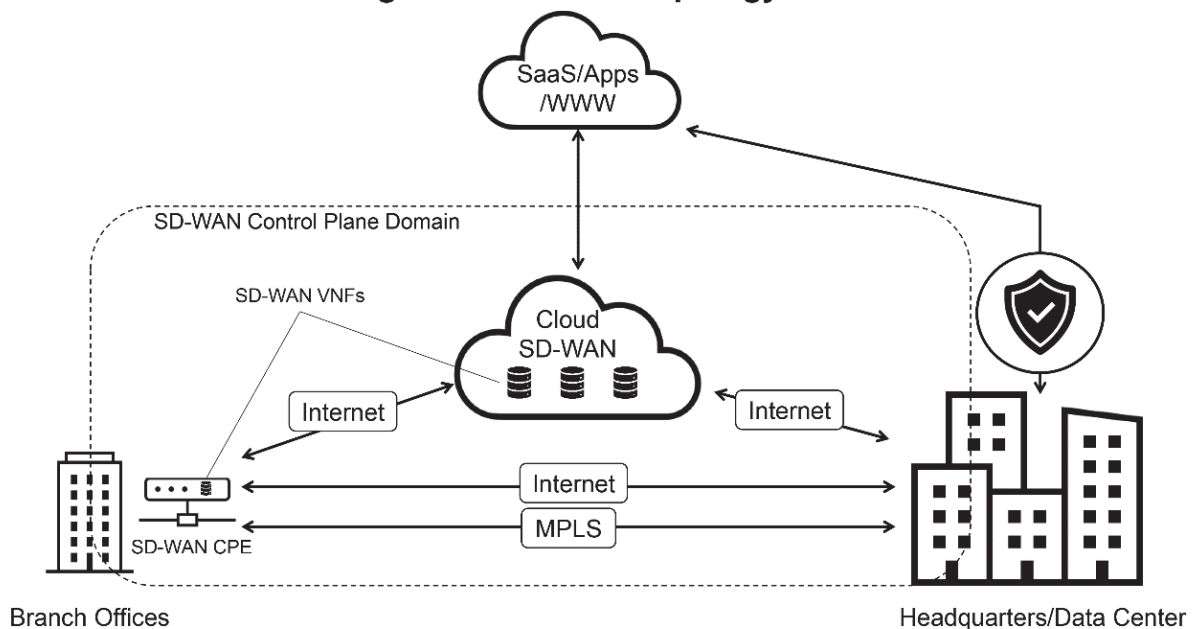 SaaS/Apps
/WWW
SD-WAN Control Plane Domain
SD-WAN VNFs
Cloud
SD-WAN
Internet
Internet
Internet
MPLS
SD-WAN CPE
Branch Offices
Headquarters/Data Center